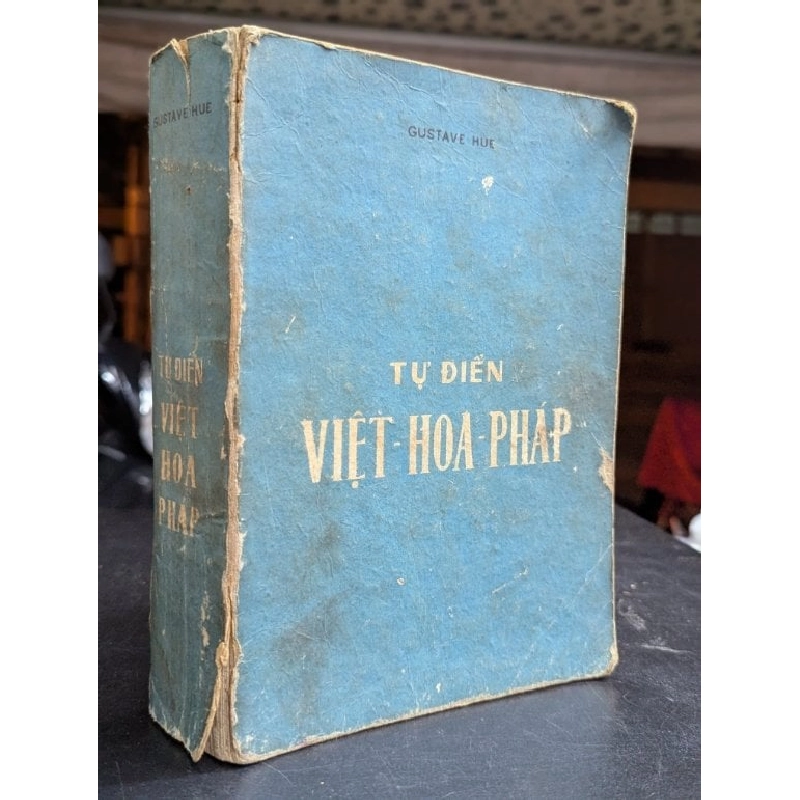 GUSTAVE HUE
TỰ ĐIỂN
VIỆT
HOA
PHÁP
GUSTAVE HUE
TỰ ĐIỂN
VIỆT-HOA-PHÁP